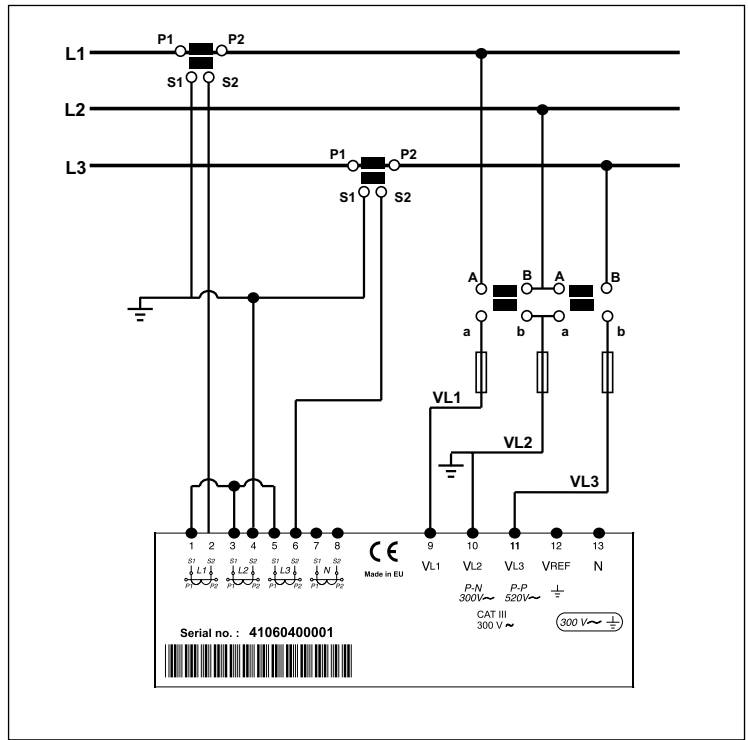 L1 P1 P2
S1 S2
L2
L3 P1 P2
S1 S2
A B A B
a b a b
VL1
VL2
VL3
1 2 3 4 5 6 7 8 9 10 11 12 13
S1 S2 S1 S2 S1 S2 S1 S2
L1 L2 L3 N
P1 P2 P1 P2 P1 P2 P1 P2
CE
Made in EU
VL1 VL2 VL3 VREF N
P-N P-P
300V~ 520V~
CAT III
300 V ~
300 V~
Serial no. : 41060400001